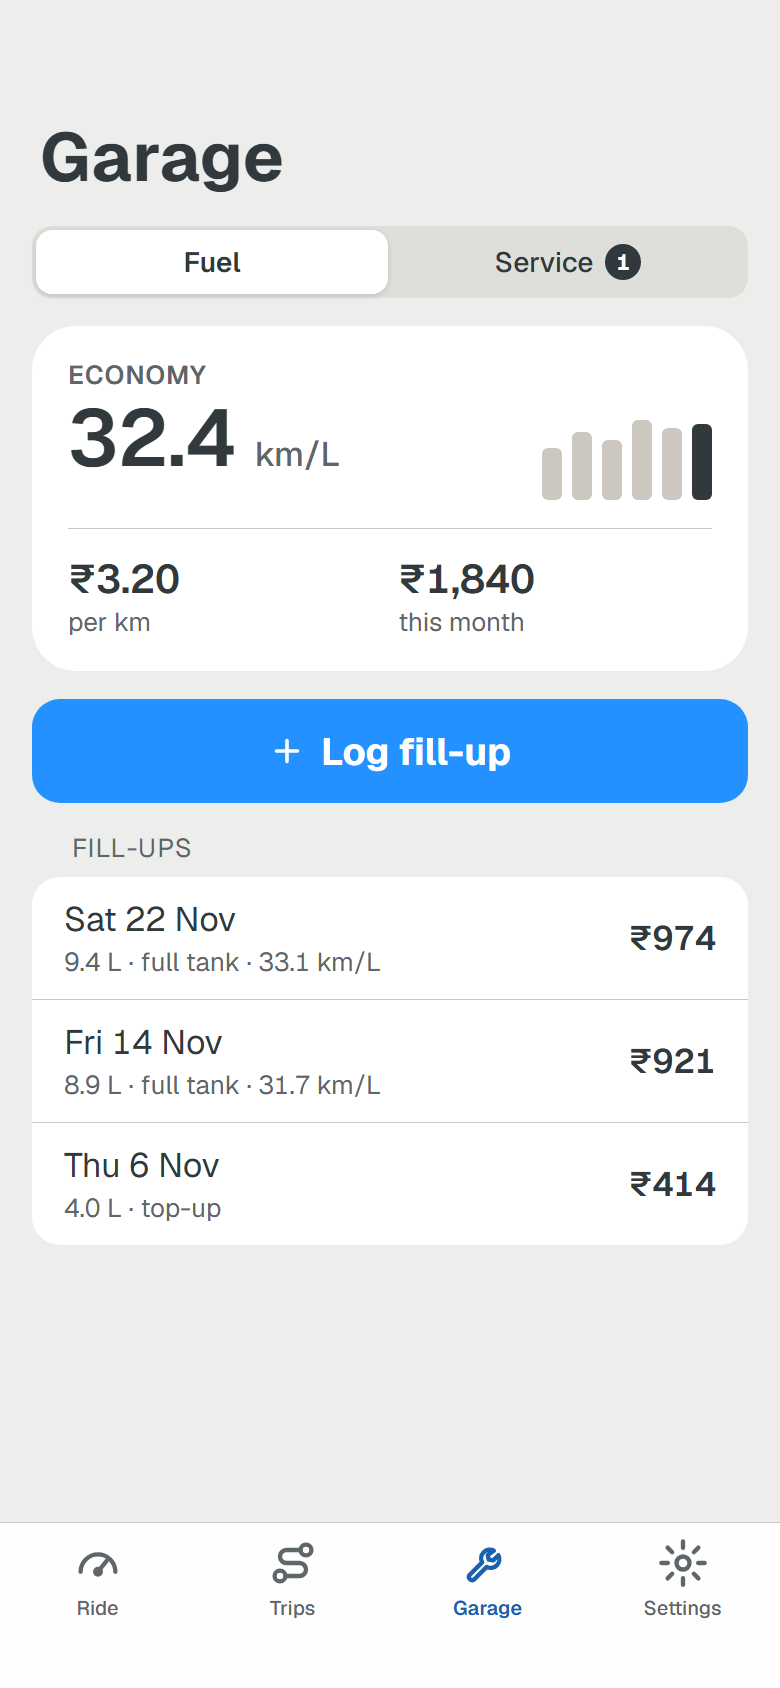 Garage
Fuel
Service 1
ECONOMY
32.4 km/L
₹3.20
per km
₹1,840
this month
+ Log fill-up
FILL-UPS
Sat 22 Nov
9.4 L · full tank · 33.1 km/L
₹974
Fri 14 Nov
8.9 L · full tank · 31.7 km/L
₹921
Thu 6 Nov
4.0 L · top-up
₹414
Ride
Trips
Garage
Settings